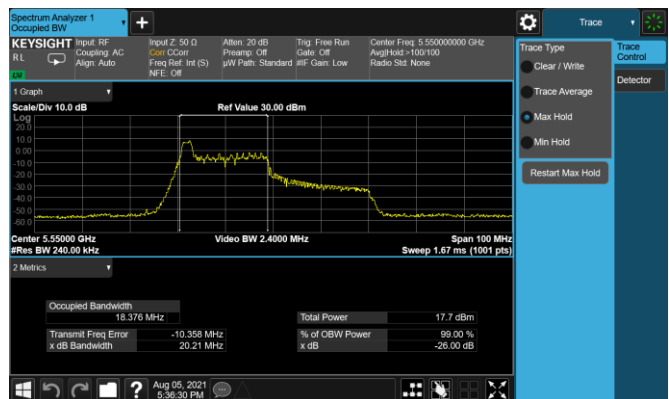 Spectrum Analyzer 1
Occupied BW
KEYSIGHT
R L
Input: RF
Coupling: AC
Align: Auto
Input Z: 50 Ω
Corr CCorr
Freq Ref: Int (S)
NFE: Off
Atten: 20 dB
Preamp: Off
µW Path: Standard
Trig: Free Run
Gate: Off
#IF Gain: Low
Center Freq: 5.550000000 GHz
Avg|Hold:>100/100
Radio Std: None
1 Graph
Scale/Div 10.0 dB
Ref Value 30.00 dBm
Log
20.0
10.0
0.00
-10.0
-20.0
-30.0
-40.0
-50.0
-60.0
Center 5.55000 GHz
Video BW 2.4000 MHz
Span 100 MHz
#Res BW 240.00 kHz
Sweep 1.67 ms (1001 pts)
2 Metrics
Occupied Bandwidth
18.376 MHz
Total Power 17.7 dBm
Transmit Freq Error -10.358 MHz
% of OBW Power 99.00 %
x dB Bandwidth 20.21 MHz
x dB -26.00 dB
Aug 05, 2021
5:36:30 PM
Trace
Trace Type
Clear / Write
Trace Average
Max Hold
Min Hold
Restart Max Hold
Trace
Control
Detector